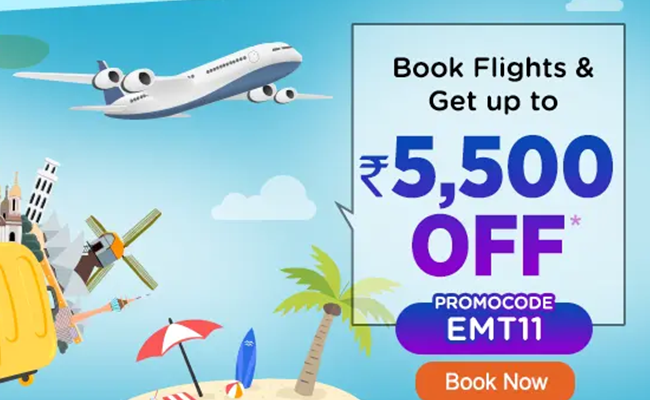 Book Flights &
Get up to
₹5,500
OFF*
PROMOCODE
EMT11
Book Now